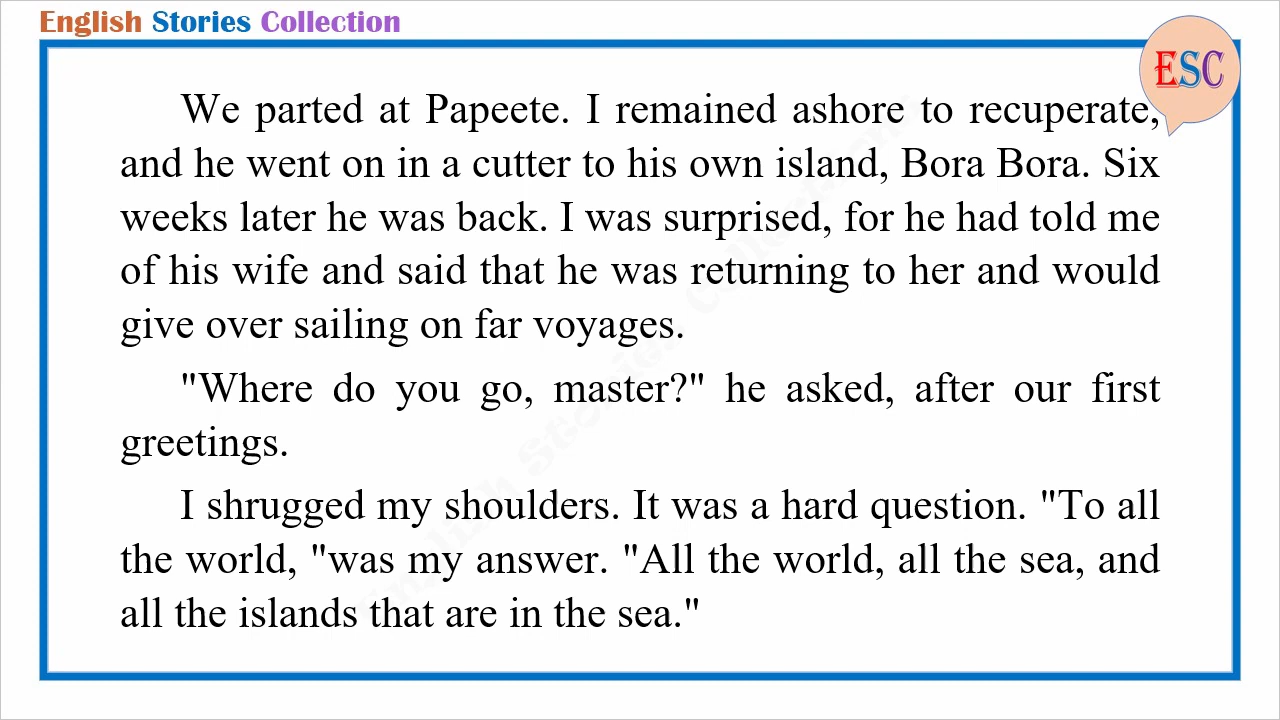 English Stories Collection
ESC
We parted at Papeete. I remained ashore to recuperate,
and he went on in a cutter to his own island, Bora Bora. Six
weeks later he was back. I was surprised, for he had told me
of his wife and said that he was returning to her and would
give over sailing on far voyages.
"Where do you go, master?" he asked, after our first
greetings.
I shrugged my shoulders. It was a hard question. "To all
the world, "was my answer. "All the world, all the sea, and
all the islands that are in the sea."